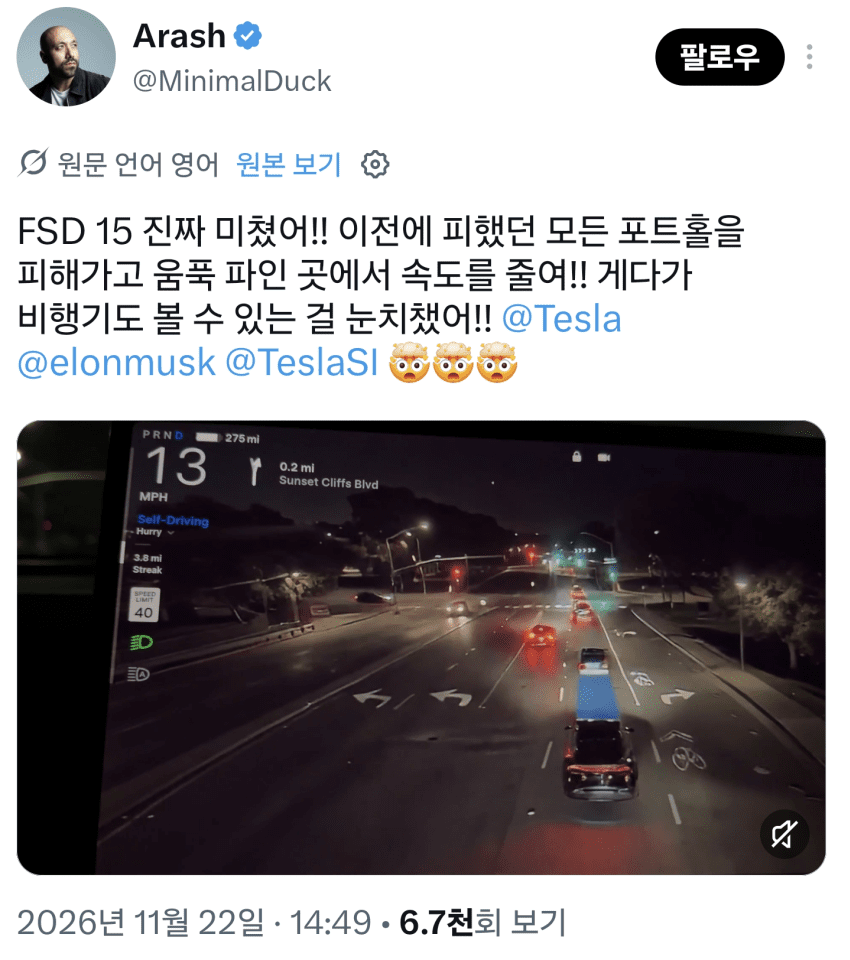 Arash
@MinimalDuck
팔로우
원문 언어 영어 원본 보기
FSD 15 진짜 미쳤어!! 이전에 피했던 모든 포트홀을
피해가고 움푹 파인 곳에서 속도를 줄여!! 게다가
비행기도 볼 수 있는 걸 눈치챘어!! @Tesla
@elonmusk @TeslaSI 🤯🤯🤯
PRND 275 mi
13
MPH
0.2 mi
Sunset Cliffs Blvd
Self-Driving
Hurry
3.8 mi
Streak
SPEED
LIMIT
40
A
2026년 11월 22일 · 14:49 • 6.7천회 보기